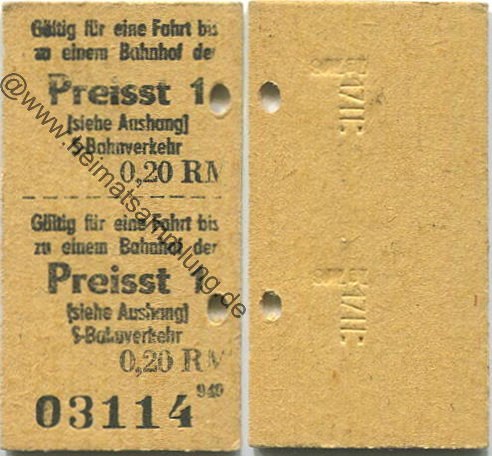 Gültig für eine Fahrt bis
zu einem Bahnhof der
Preisst 1
(siehe Aushang)
S-Bahnverkehr
0,20 RM
Gültig für eine Fahrt bis
zu einem Bahnhof der
Preisst 1
(siehe Aushang)
S-Bahnverkehr
0,20 RM
949
03114
@www.heimatsammlung.de